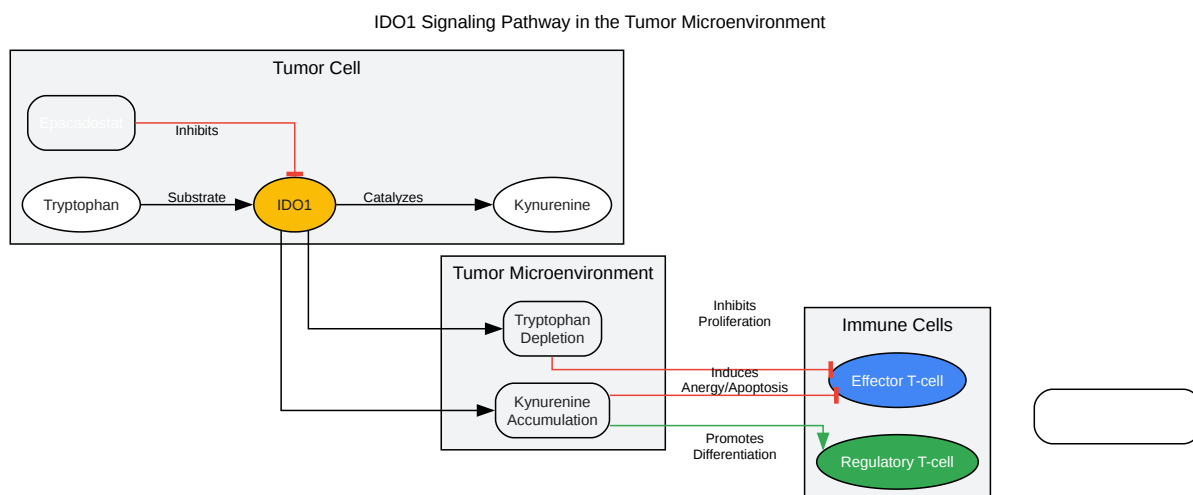 IDO1 Signaling Pathway in the Tumor Microenvironment
Tumor Cell
Epacadostat
Inhibits
Tryptophan
Substrate
IDO1
Catalyzes
Kynurenine
Tumor Microenvironment
Tryptophan
Depletion
Inhibits
Proliferation
Immune Cells
Effector T-cell
Induces
Anergy/Apoptosis
Kynurenine
Accumulation
Promotes
Differentiation
Regulatory T-cell